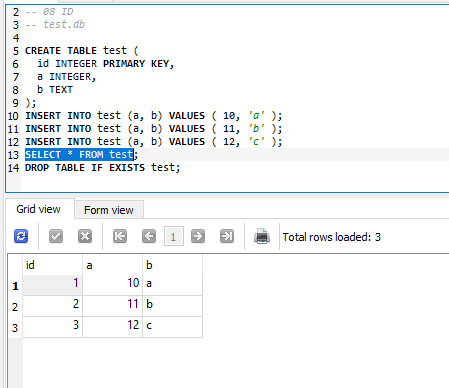 2 -- 08 ID
3 -- test.db
4
5 CREATE TABLE test (
6 id INTEGER PRIMARY KEY,
7 a INTEGER,
8 b TEXT
9 );
10 INSERT INTO test (a, b) VALUES ( 10, 'a' );
11 INSERT INTO test (a, b) VALUES ( 11, 'b' );
12 INSERT INTO test (a, b) VALUES ( 12, 'c' );
13 SELECT * FROM test;
14 DROP TABLE IF EXISTS test;
Grid view Form view
1 Total rows loaded: 3
id a b
1 1 10 a
2 2 11 b
3 3 12 c